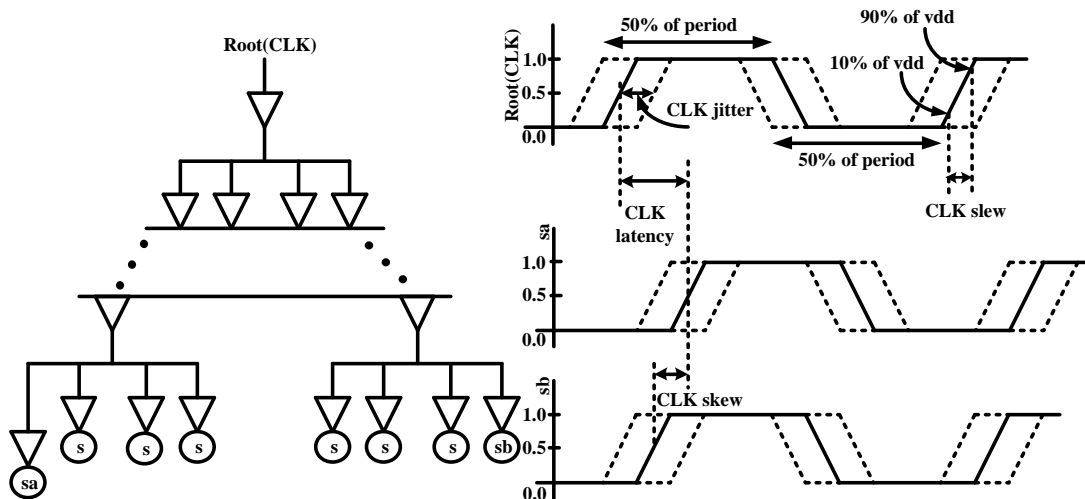 Root(CLK)
s
s
s
s
s
s
sb
sa
50% of period
90% of vdd
10% of vdd
Root(CLK)
1.0
0.5
0.0
CLK jitter
50% of period
CLK
latency
CLK slew
sa
1.0
0.5
0.0
CLK skew
sb
1.0
0.5
0.0